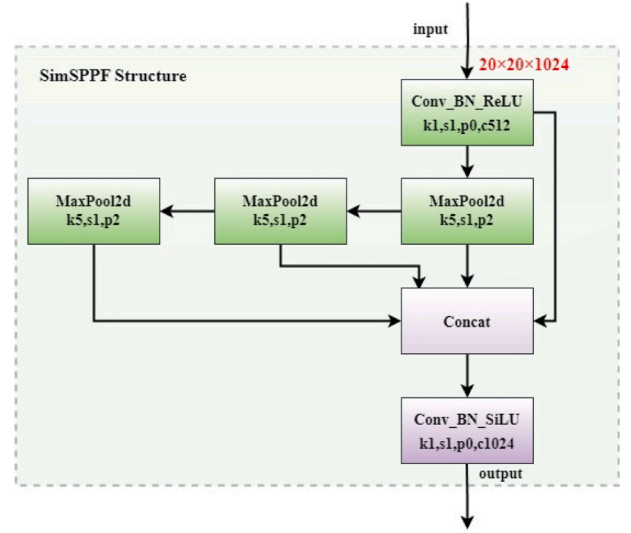 input
20×20×1024
SimSPPF Structure
Conv_BN_ReLU
k1,s1,p0,c512
MaxPool2d
k5,s1,p2
MaxPool2d
k5,s1,p2
MaxPool2d
k5,s1,p2
Concat
Conv_BN_SiLU
k1,s1,p0,c1024
output